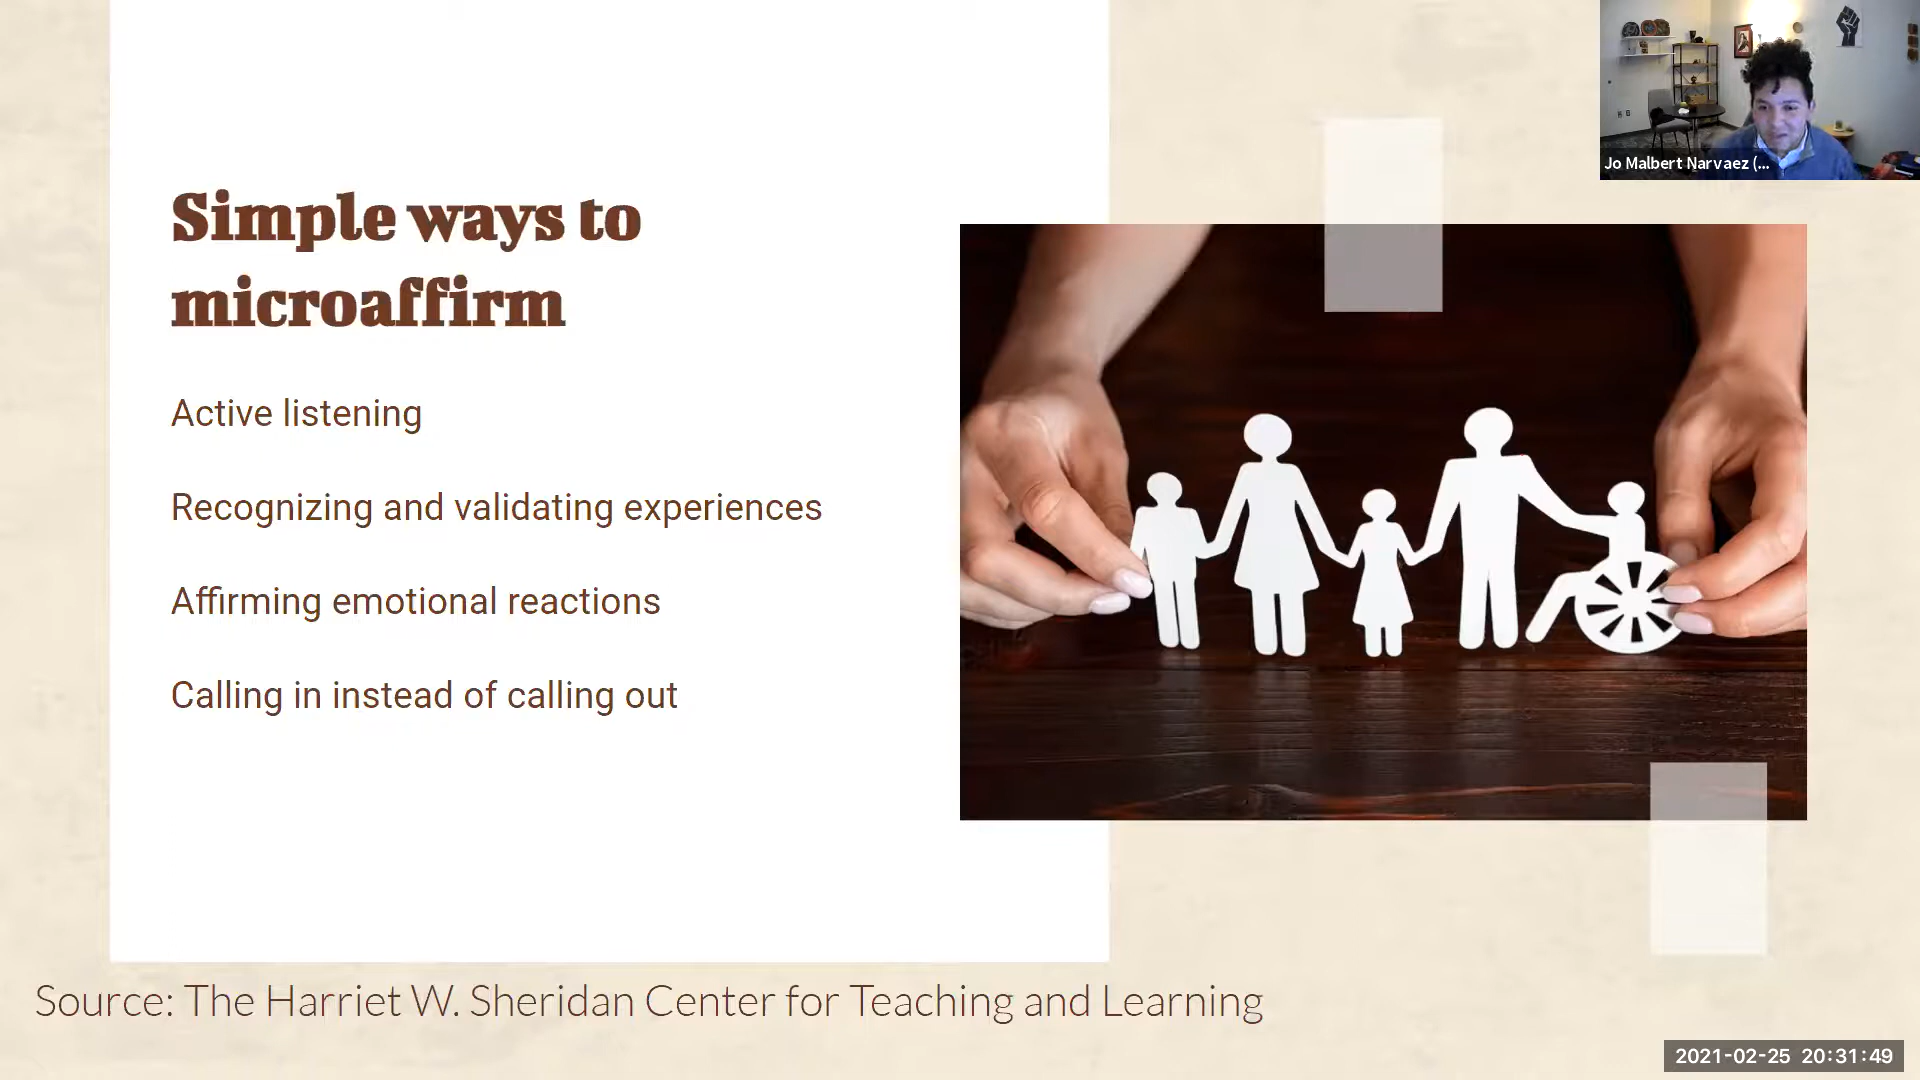 Simple ways to
microaffirm
Active listening
Recognizing and validating experiences
Affirming emotional reactions
Calling in instead of calling out
Source: The Harriet W. Sheridan Center for Teaching and Learning
Jo Malbert Narvaez (...
2021-02-25 20:31:49